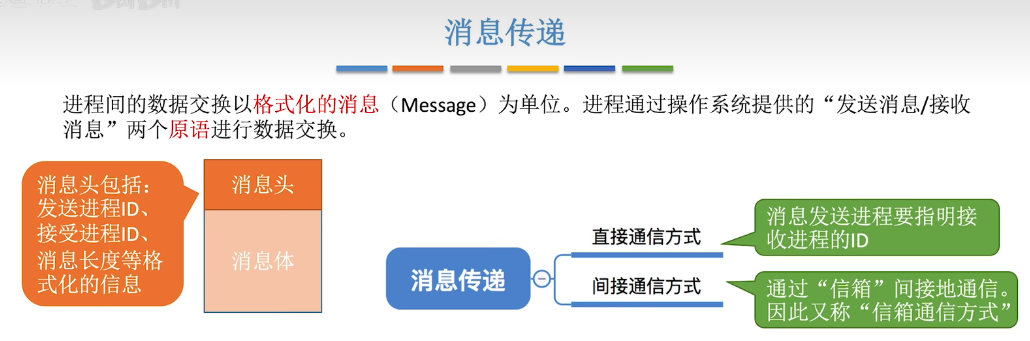 消息传递
进程间的数据交换以格式化的消息（Message）为单位。进程通过操作系统提供的“发送消息/接收
消息”两个原语进行数据交换。
消息头包括：
发送进程ID、
接受进程ID、
消息长度等格
式化的信息
消息头
消息体
消息传递
直接通信方式
消息发送进程要指明接
收进程的ID
间接通信方式
通过“信箱”间接地通信。
因此又称“信箱通信方式”